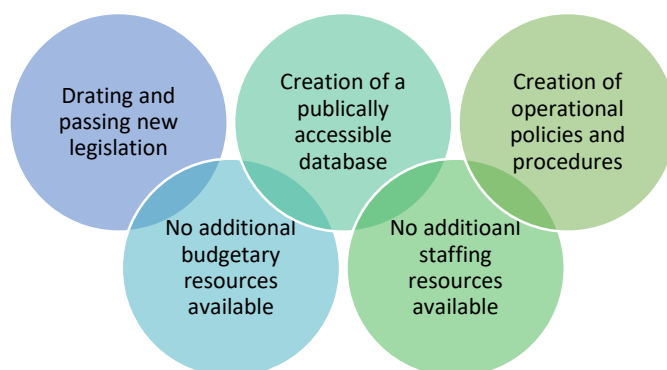 Drating and
passing new
legislation
Creation of a
publically
accessible
database
Creation of
operational
policies and
procedures
No additional
budgetary
resources
available
No additioanl
staffing
resources
available